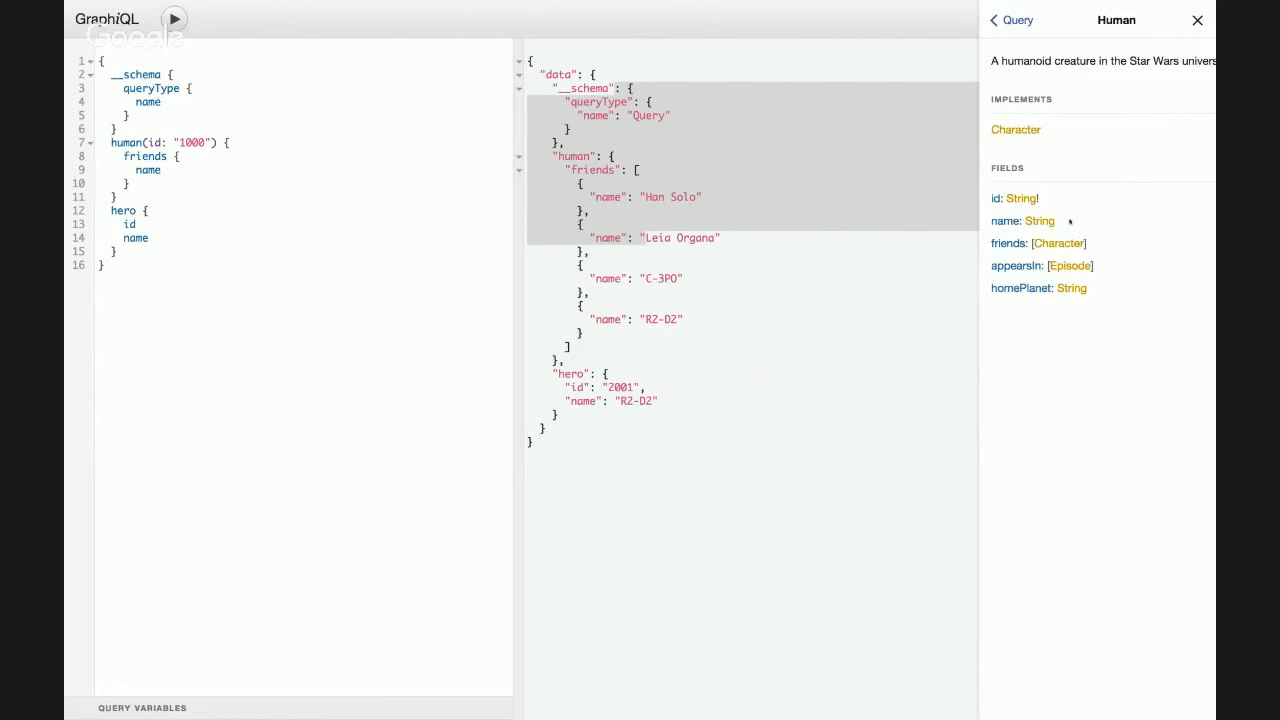 GraphiQL
Google
1 {
2 __schema {
3 queryType {
4 name
5 }
6 }
7 human(id: "1000") {
8 friends {
9 name
10 }
11 }
12 hero {
13 id
14 name
15 }
16 }
QUERY VARIABLES
{
"data": {
"__schema": {
"queryType": {
"name": "Query"
}
},
"human": {
"friends": [
{
"name": "Han Solo"
},
{
"name": "Leia Organa"
},
{
"name": "C-3PO"
},
{
"name": "R2-D2"
}
]
},
"hero": {
"id": "2001",
"name": "R2-D2"
}
}
}
Query Human
A humanoid creature in the Star Wars univers
IMPLEMENTS
Character
FIELDS
id: String!
name: String
friends: [Character]
appearsIn: [Episode]
homePlanet: String